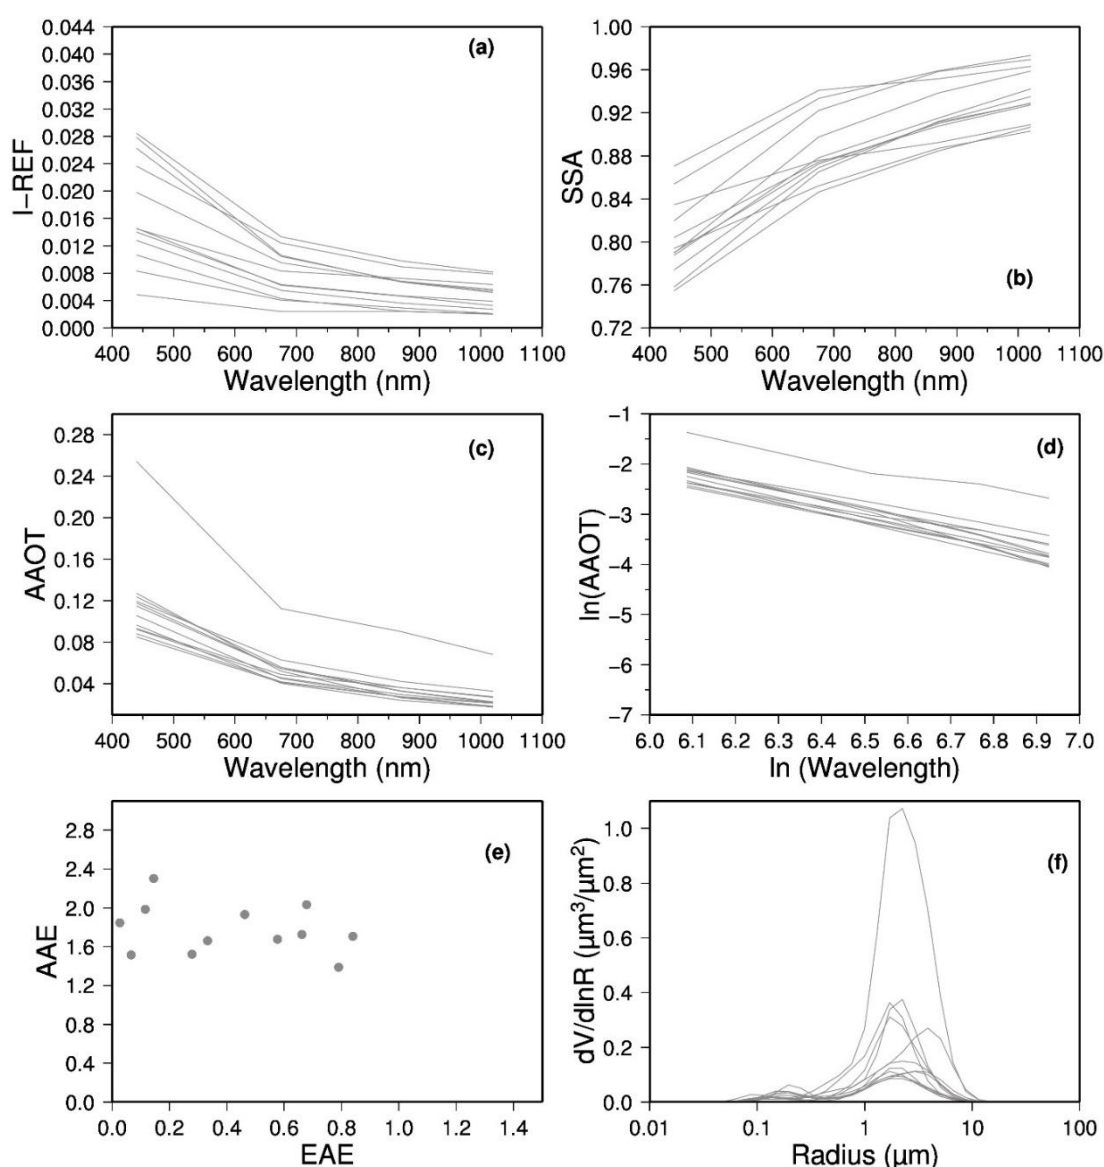 (a)
I-REF
0.044
0.040
0.036
0.032
0.028
0.024
0.020
0.016
0.012
0.008
0.004
0.000
400 500 600 700 800 900 1000 1100
Wavelength (nm)
(b)
SSA
1.00
0.96
0.92
0.88
0.84
0.80
0.76
0.72
400 500 600 700 800 900 1000 1100
Wavelength (nm)
(c)
AAOT
0.28
0.24
0.20
0.16
0.12
0.08
0.04
400 500 600 700 800 900 1000 1100
Wavelength (nm)
(d)
ln(AAOT)
-1
-2
-3
-4
-5
-6
-7
6.0 6.1 6.2 6.3 6.4 6.5 6.6 6.7 6.8 6.9 7.0
ln (Wavelength)
(e)
AAE
2.8
2.4
2.0
1.6
1.2
0.8
0.4
0.0
0.0 0.2 0.4 0.6 0.8 1.0 1.2 1.4
EAE
(f)
dV/dlnR (µm³/µm²)
1.0
0.8
0.6
0.4
0.2
0.0
0.01 0.1 1 10 100
Radius (µm)